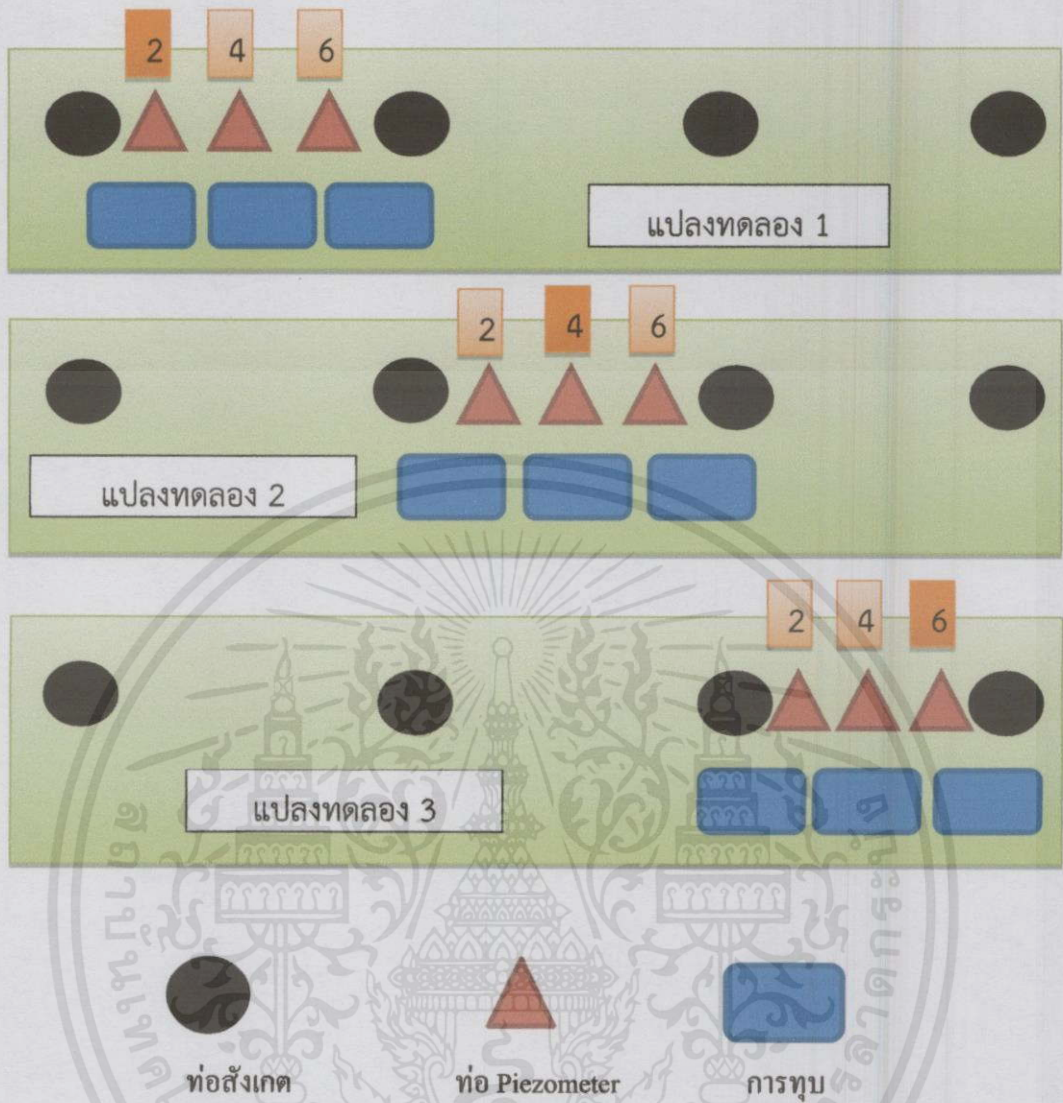 2 4 6
แปลงทดลอง 1
2 4 6
แปลงทดลอง 2
2 4 6
แปลงทดลอง 3
ท่อสังเกต ท่อ Piezometer การทุบ